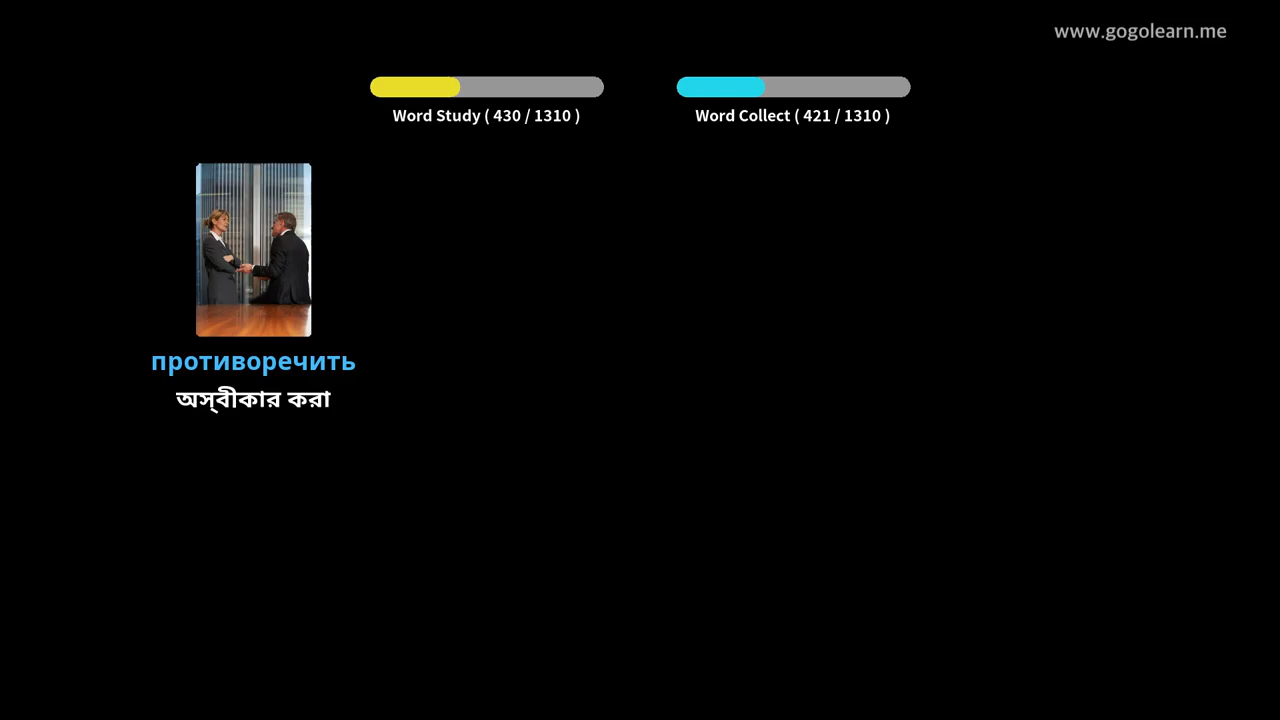 www.gogolearn.me
Word Study ( 430 / 1310 )
Word Collect ( 421 / 1310 )
противоречить
অস্বীকার করা